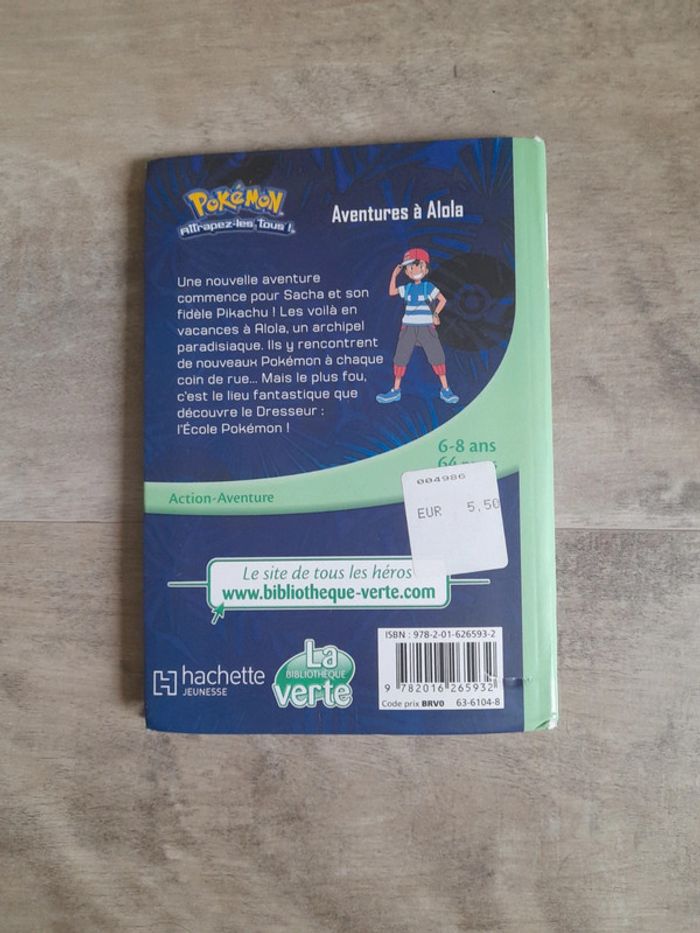 POKéMON
Attrapez-les Tous !
Aventures à Alola
Une nouvelle aventure
commence pour Sacha et son
fidèle Pikachu ! Les voilà en
vacances à Alola, un archipel
paradisiaque. Ils y rencontrent
de nouveaux Pokémon à chaque
coin de rue... Mais le plus fou,
c'est le lieu fantastique que
découvre le Dresseur :
l'École Pokémon !
6-8 ans
004986
EUR 5,50
Action-Aventure
Le site de tous les héros
www.bibliotheque-verte.com
ISBN : 978-2-01-626593-2
9 782016 265932
Code prix BRV0 63-6104-8
hachette
JEUNESSE
La
BIBLIOTHÈQUE
verte